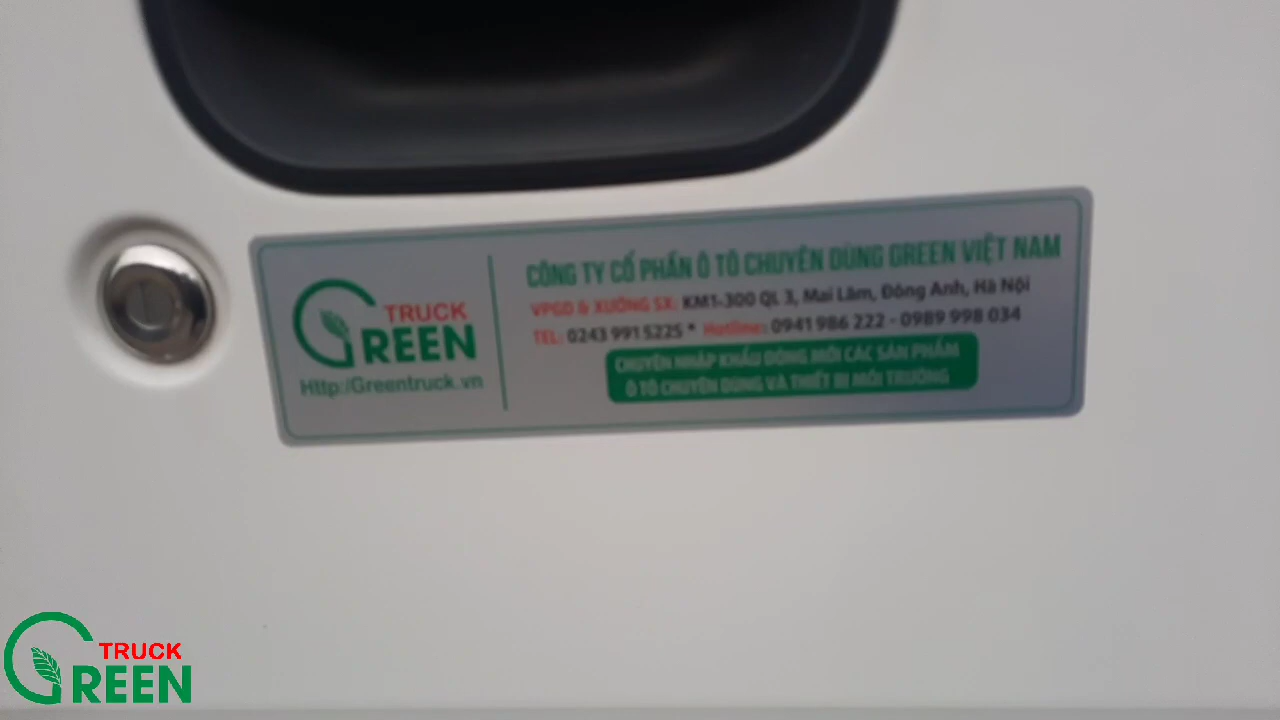 CÔNG TY CỔ PHẦN Ô TÔ CHUYÊN DÙNG GREEN VIỆT NAM
VPGD & XƯỞNG SX: KM1-300 QL 3, Mai Lâm, Đông Anh, Hà Nội
TEL: 0243 991 5225 * Hotline: 0941 986 222 - 0989 998 034
CHUYÊN NHẬP KHẨU ĐÓNG MỚI CÁC SẢN PHẨM
Ô TÔ CHUYÊN DÙNG VÀ THIẾT BỊ MÔI TRƯỜNG
TRUCK
GREEN
Http:/Greentruck.vn
TRUCK
GREEN